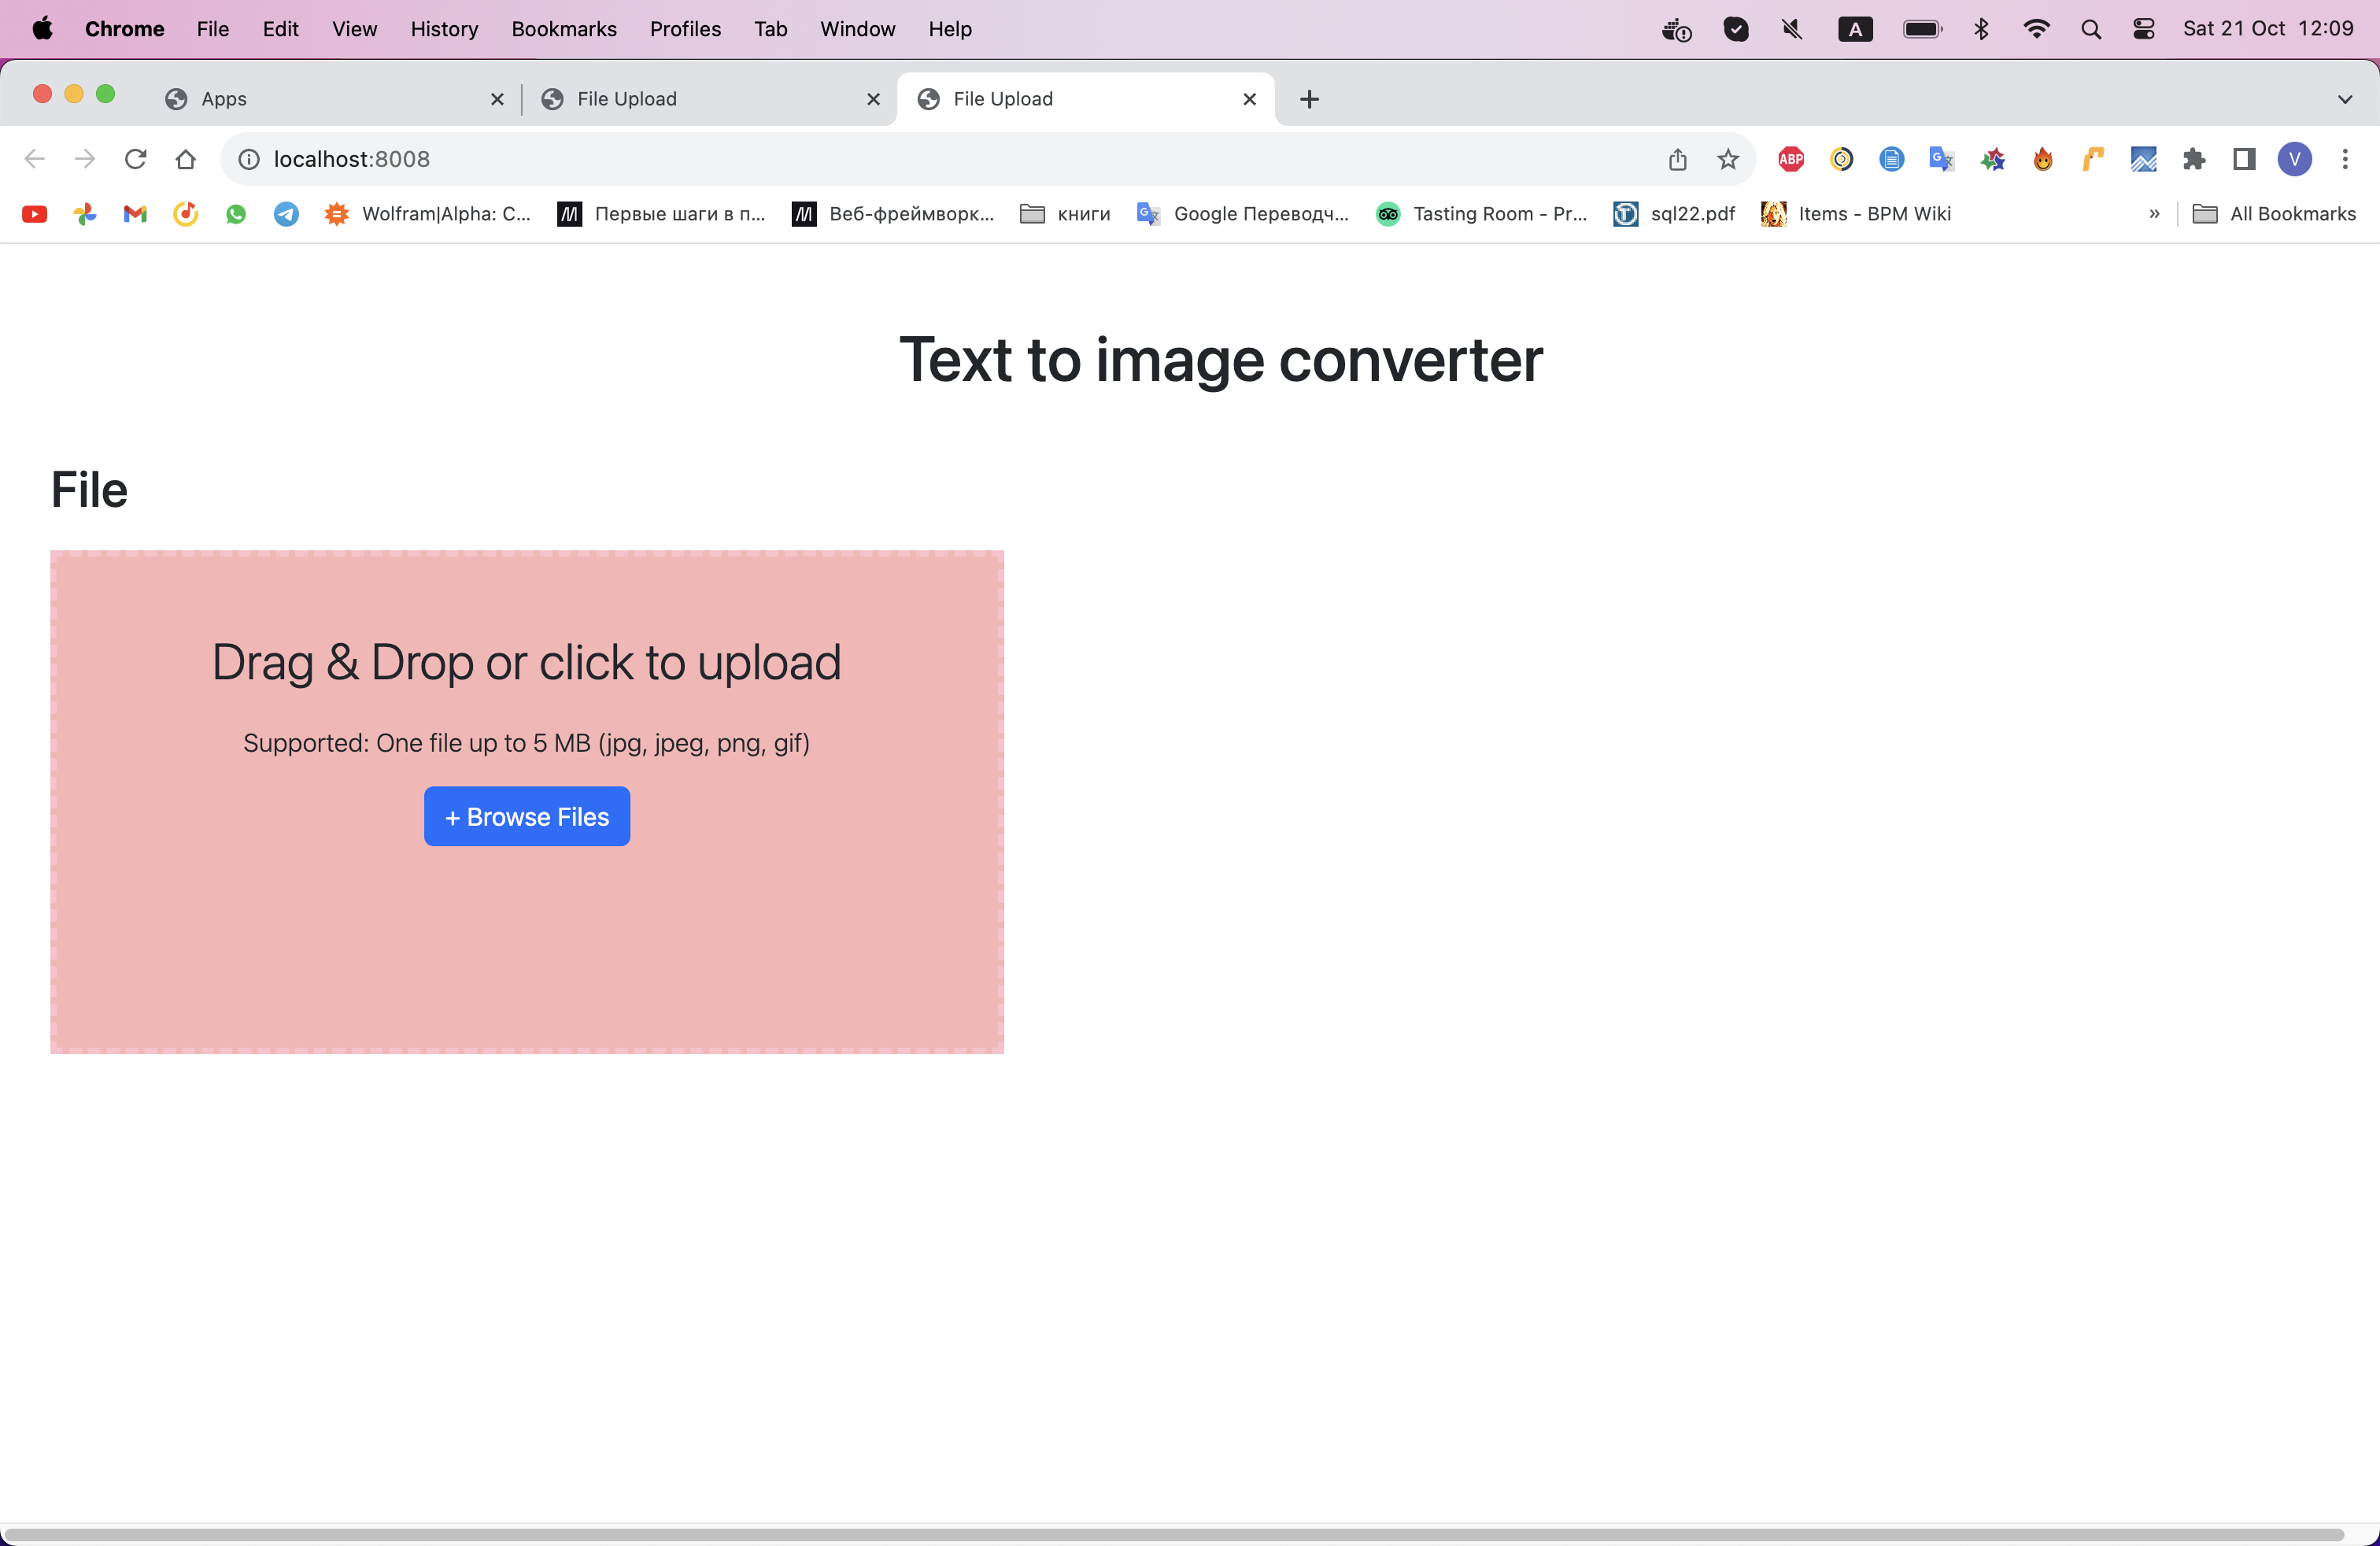 Chrome File Edit View History Bookmarks Profiles Tab Window Help A Sat 21 Oct 12:09
Apps File Upload File Upload
localhost:8008 ABP V
Wolfram|Alpha: C... Первые шаги в п... Веб-фреймворк... книги Google Переводч... Tasting Room - Pr... sql22.pdf Items - BPM Wiki » All Bookmarks
Text to image converter
File
Drag & Drop or click to upload
Supported: One file up to 5 MB (jpg, jpeg, png, gif)
+ Browse Files